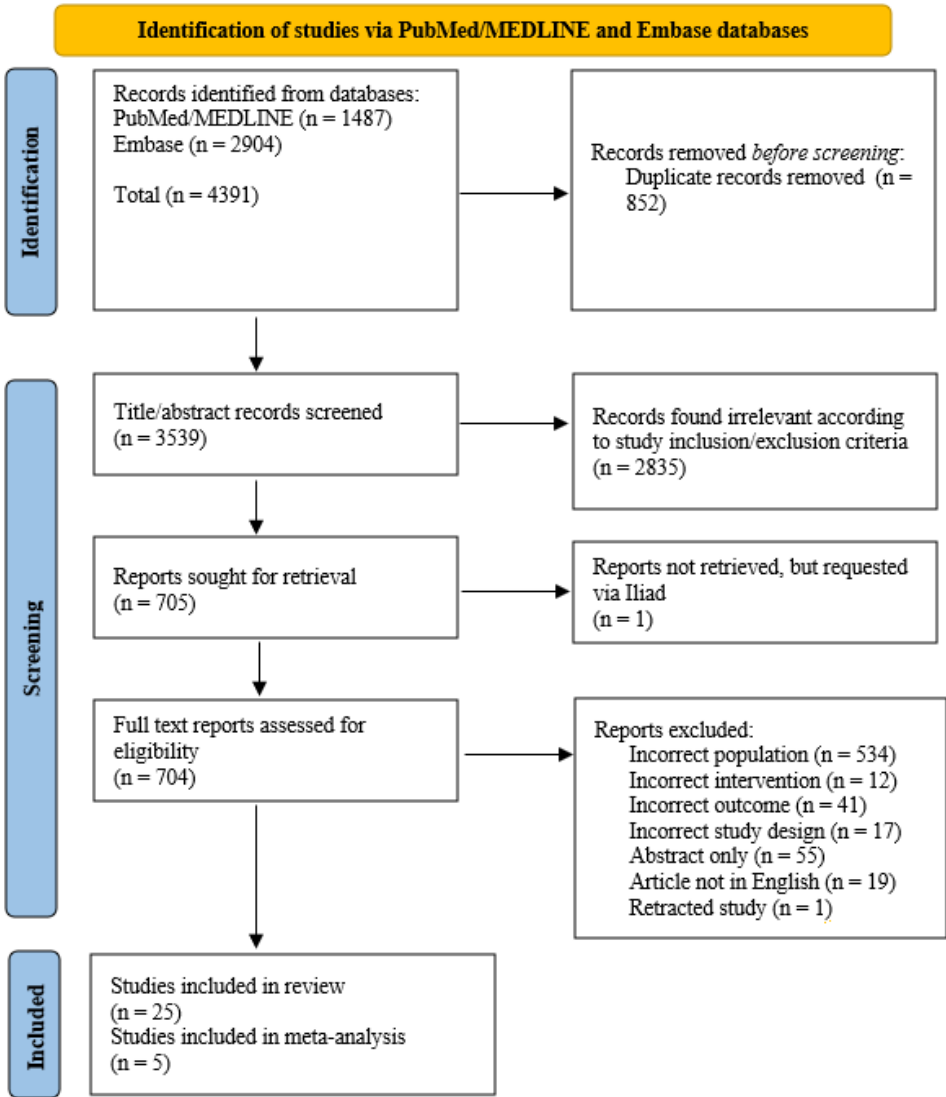 Identification of studies via PubMed/MEDLINE and Embase databases
Identification
Records identified from databases:
PubMed/MEDLINE (n = 1487)
Embase (n = 2904)
Total (n = 4391)
Records removed before screening:
Duplicate records removed (n =
852)
Screening
Title/abstract records screened
(n = 3539)
Records found irrelevant according
to study inclusion/exclusion criteria
(n = 2835)
Reports sought for retrieval
(n = 705)
Reports not retrieved, but requested
via Iliad
(n = 1)
Full text reports assessed for
eligibility
(n = 704)
Reports excluded:
Incorrect population (n = 534)
Incorrect intervention (n = 12)
Incorrect outcome (n = 41)
Incorrect study design (n = 17)
Abstract only (n = 55)
Article not in English (n = 19)
Retracted study (n = 1)
Included
Studies included in review
(n = 25)
Studies included in meta-analysis
(n = 5)